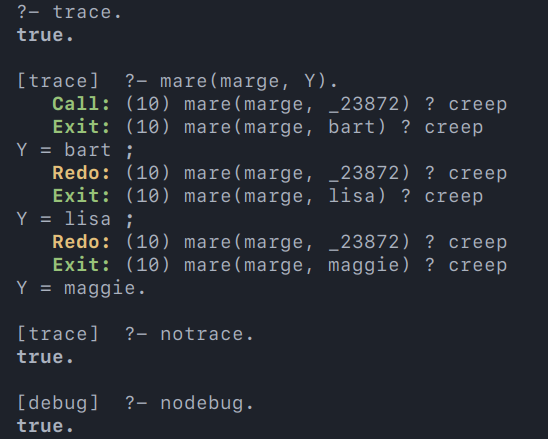 ?- trace.
true.
[trace]  ?- mare(marge, Y).
   Call: (10) mare(marge, _23872) ? creep
   Exit: (10) mare(marge, bart) ? creep
Y = bart ;
   Redo: (10) mare(marge, _23872) ? creep
   Exit: (10) mare(marge, lisa) ? creep
Y = lisa ;
   Redo: (10) mare(marge, _23872) ? creep
   Exit: (10) mare(marge, maggie) ? creep
Y = maggie.
[trace]  ?- notrace.
true.
[debug]  ?- nodebug.
true.